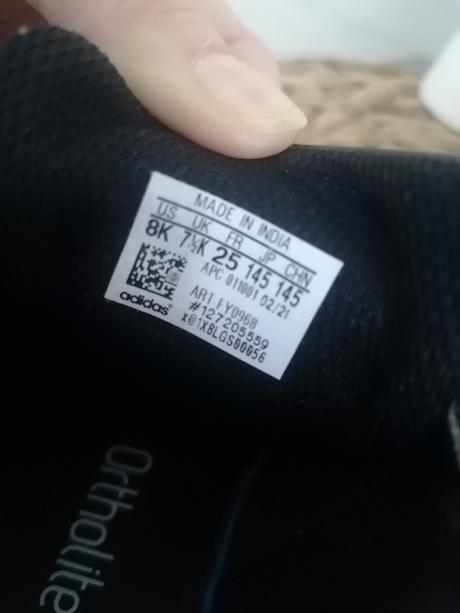 MADE IN INDIA
US UK FR JP CHN
8K 7½K 25 145 145
APC 011001 02/21
ART FY0968
#127205559
x@1X8LGS00056
adidas
Ortholite